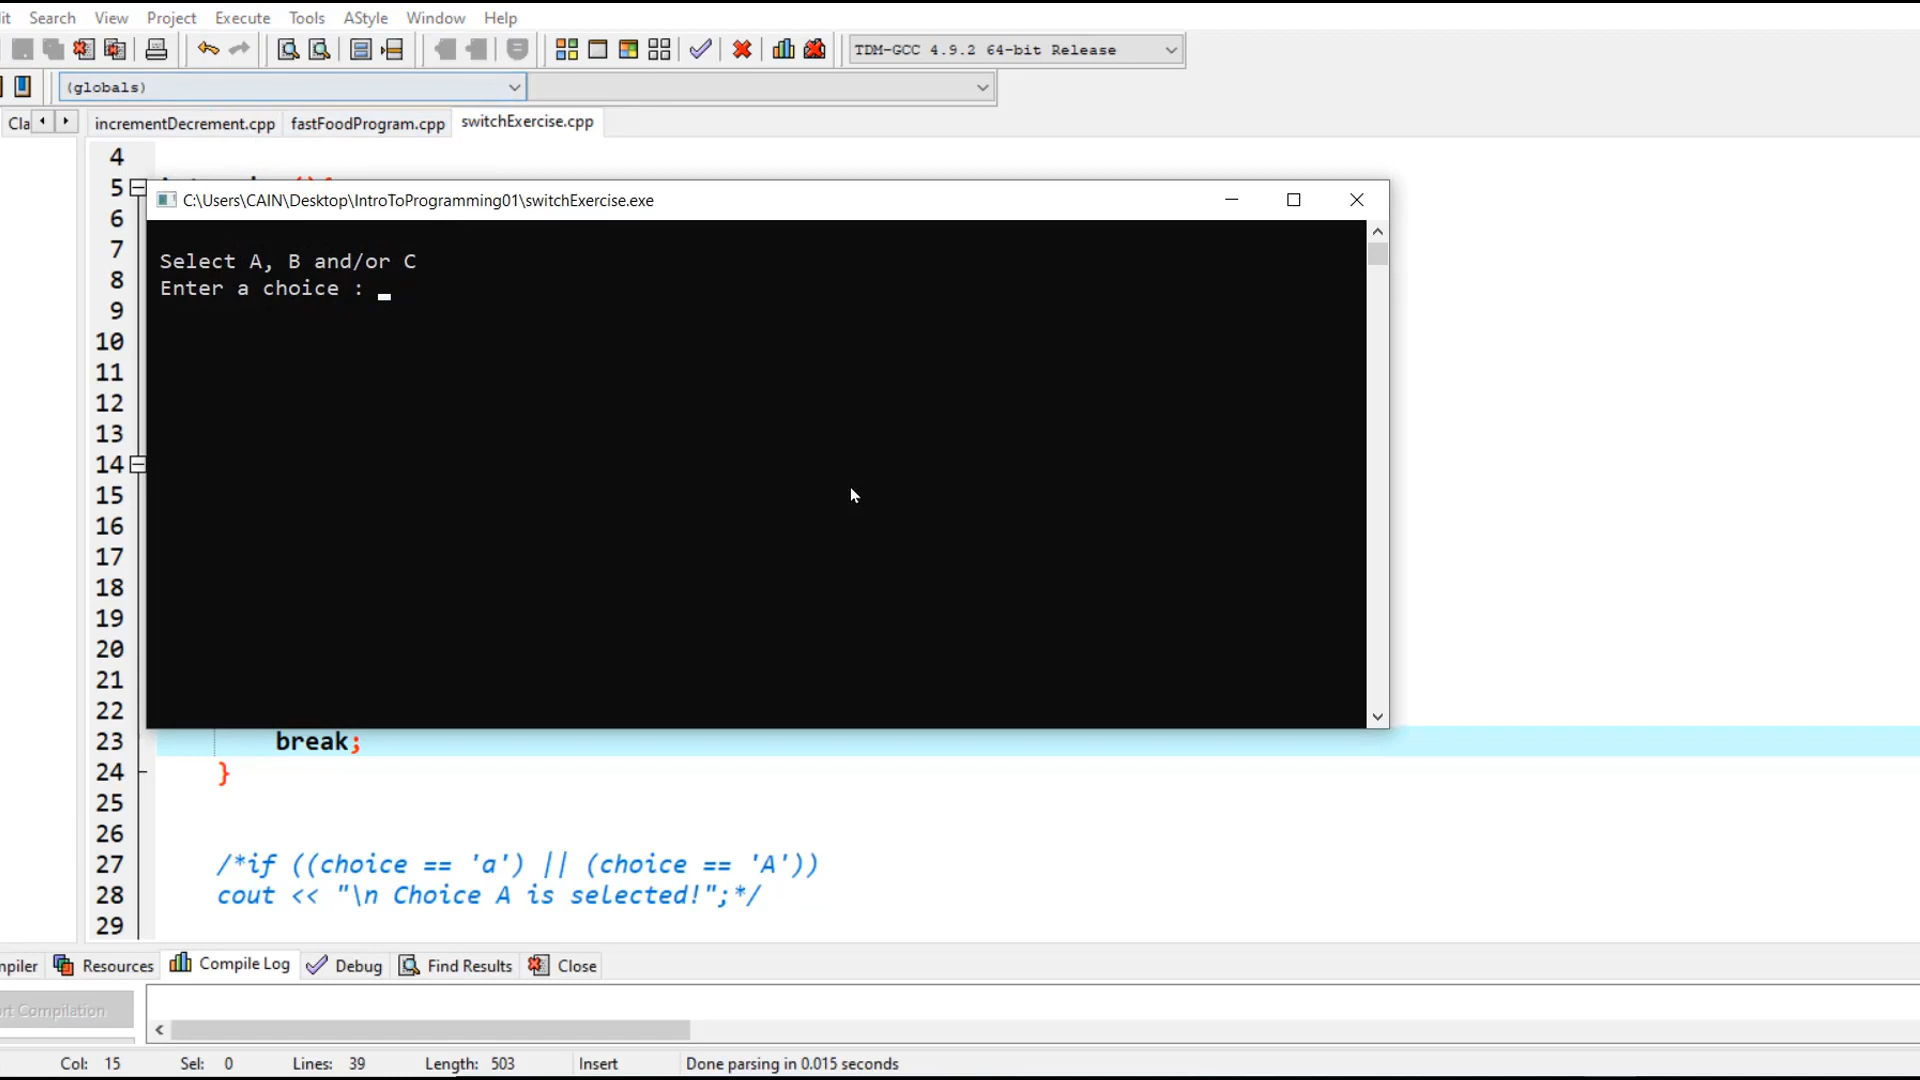 it Search View Project Execute Tools AStyle Window Help
TDM-GCC 4.9.2 64-bit Release
(globals)
Cla incrementDecrement.cpp fastFoodProgram.cpp switchExercise.cpp
4
5
C:\Users\CAIN\Desktop\IntroToProgramming01\switchExercise.exe
6
7
Select A, B and/or C
8
Enter a choice :
9
10
11
12
13
14
15
16
17
18
19
20
21
22
23 break;
24 }
25
26
27 /*if ((choice == 'a') || (choice == 'A'))
28 cout << "\n Choice A is selected!";*/
29
mpiler Resources Compile Log Debug Find Results Close
rt Compilation
Col: 15 Sel: 0 Lines: 39 Length: 503 Insert Done parsing in 0.015 seconds